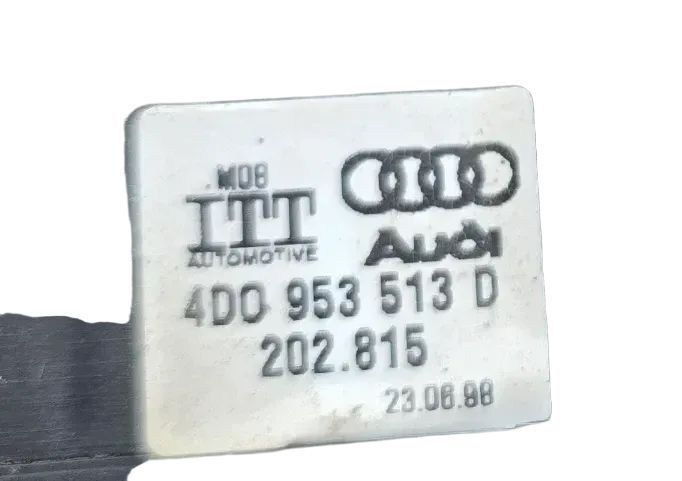 M08
ITT
AUTOMOTIVE
Audi
4D0 953 513 D
202.815
23.06.98